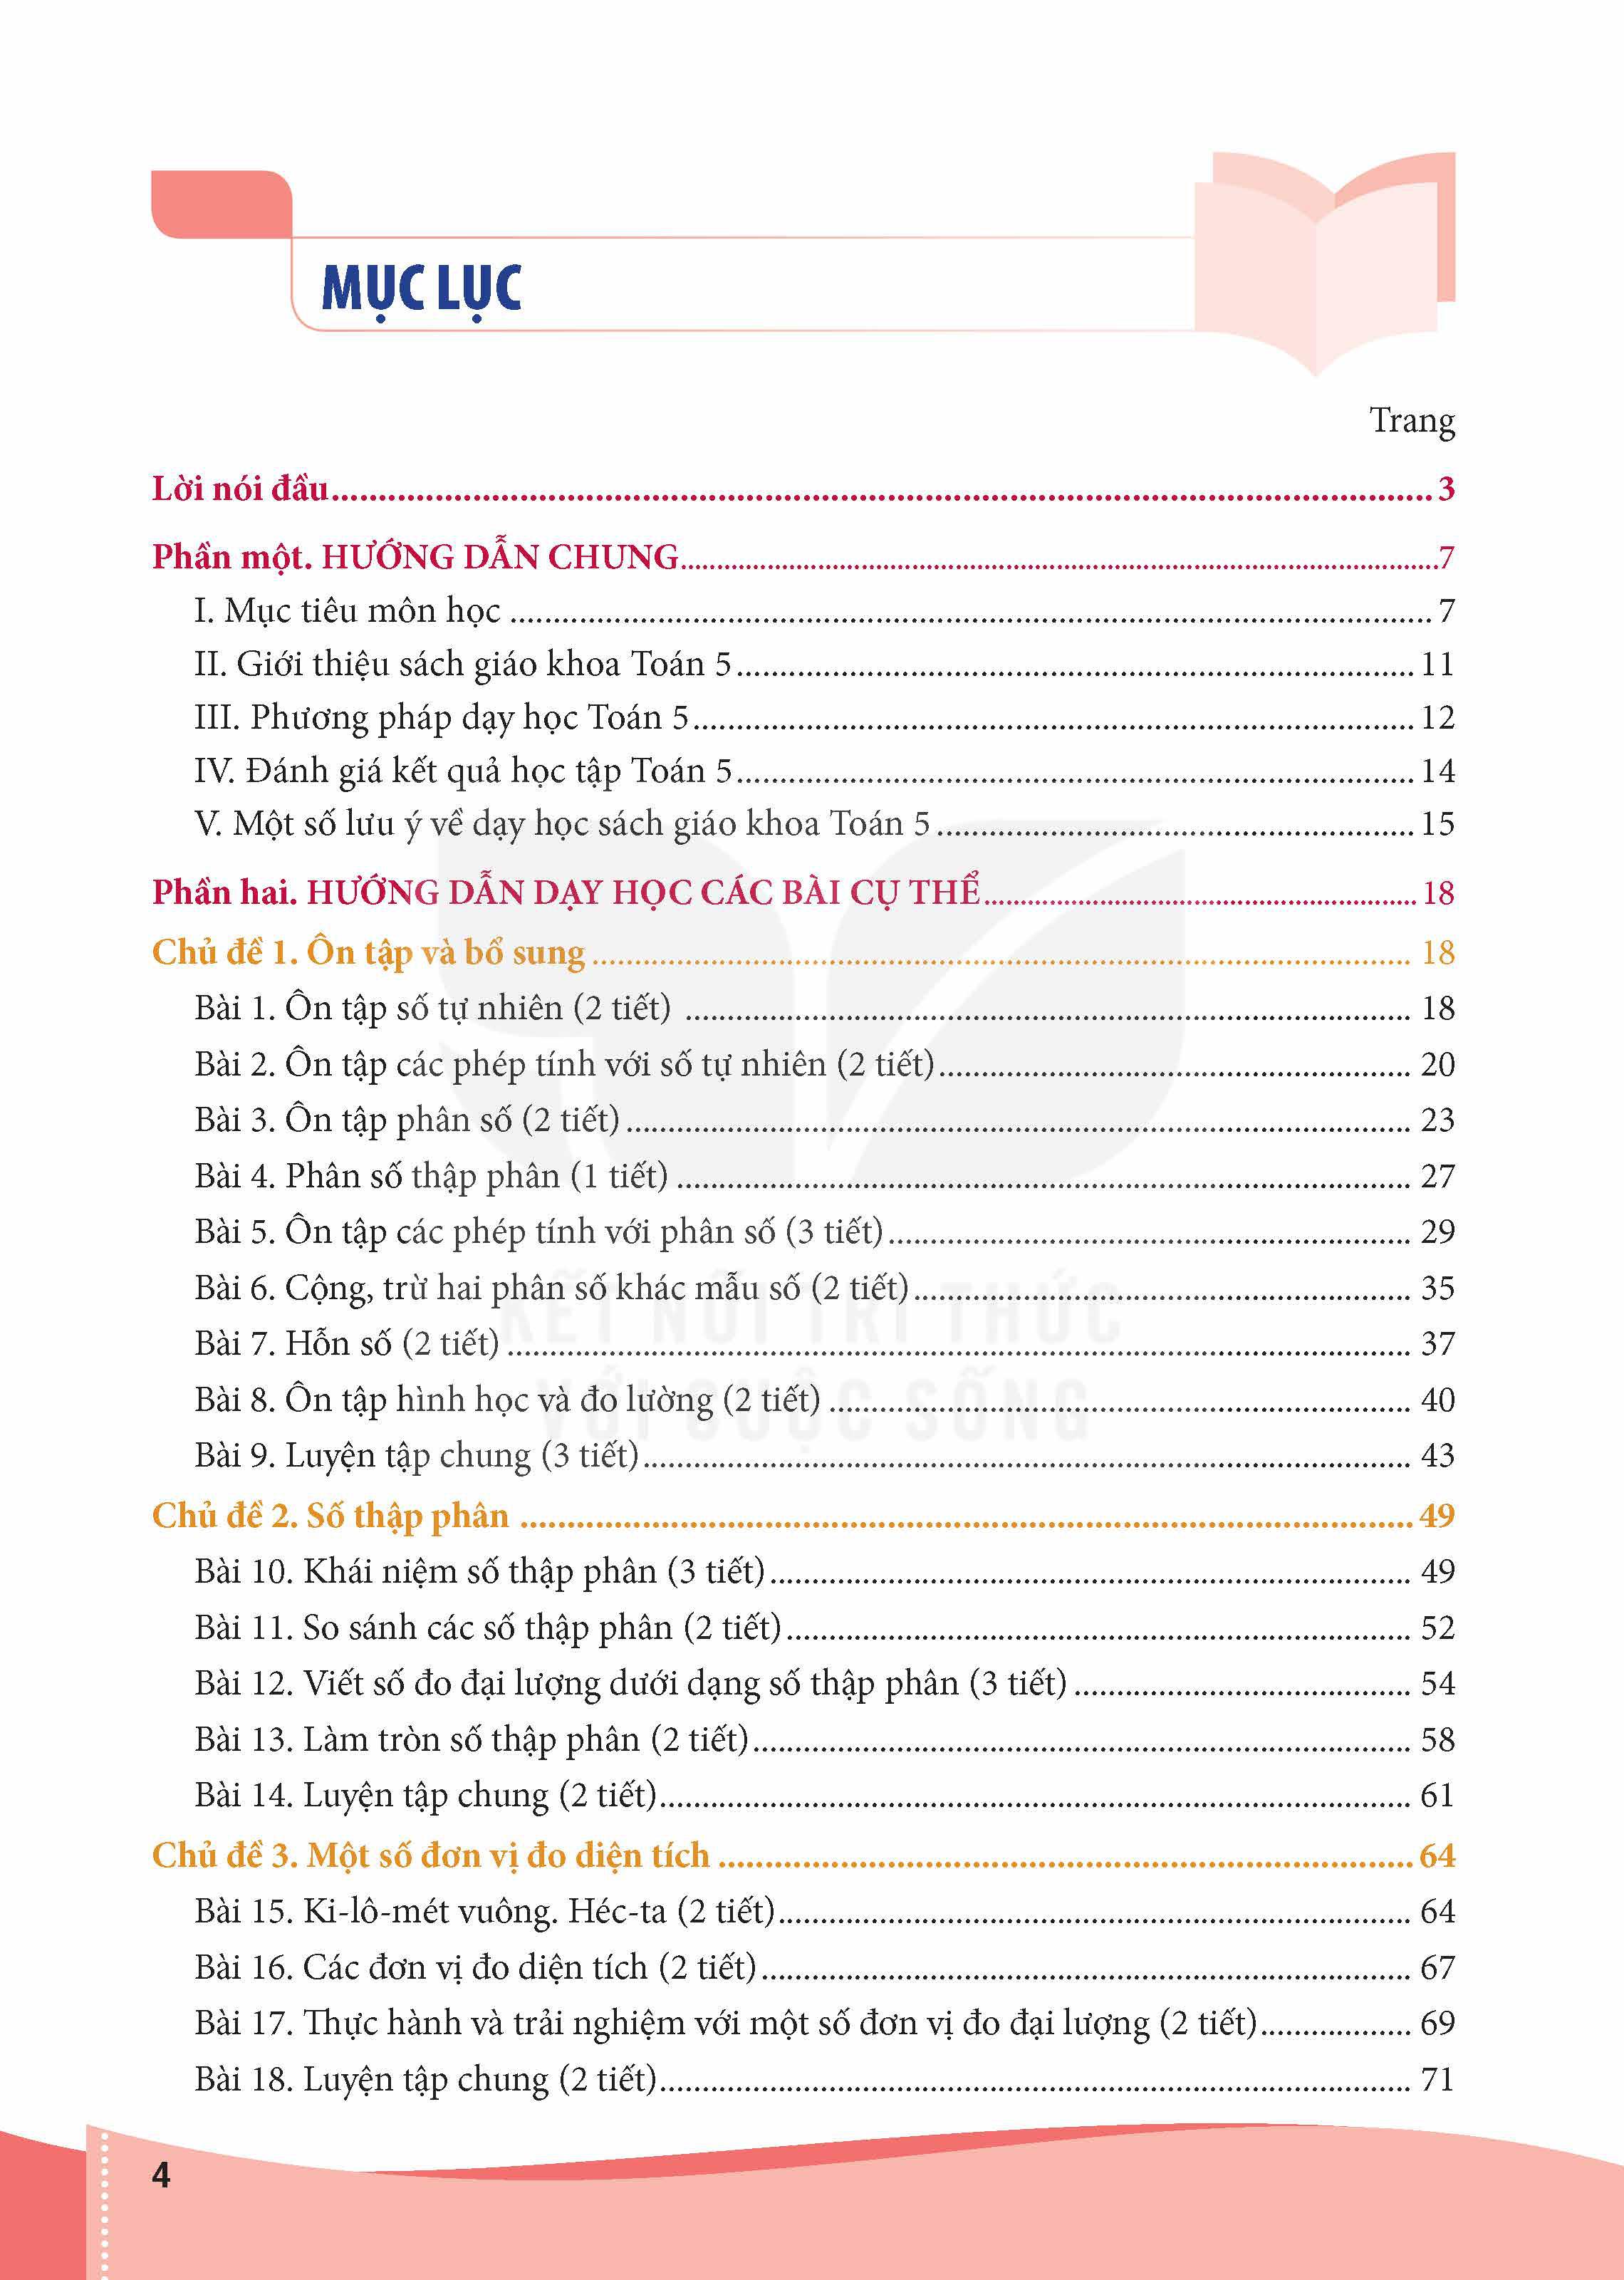 MỤC LỤC
Trang
Lời nói đầu........................................ 3
Phần một. HƯỚNG DẪN CHUNG........................................7
I. Mục tiêu môn học ........................................ 7
II. Giới thiệu sách giáo khoa Toán 5........................................ 11
III. Phương pháp dạy học Toán 5........................................ 12
IV. Đánh giá kết quả học tập Toán 5........................................ 14
V. Một số lưu ý về dạy học sách giáo khoa Toán 5........................................ 15
Phần hai. HƯỚNG DẪN DẠY HỌC CÁC BÀI CỤ THỂ........................................ 18
Chủ đề 1. Ôn tập và bổ sung ........................................ 18
Bài 1. Ôn tập số tự nhiên (2 tiết) ........................................ 18
Bài 2. Ôn tập các phép tính với số tự nhiên (2 tiết)........................................ 20
Bài 3. Ôn tập phân số (2 tiết)........................................ 23
Bài 4. Phân số thập phân (1 tiết) ........................................ 27
Bài 5. Ôn tập các phép tính với phân số (3 tiết)........................................ 29
Bài 6. Cộng, trừ hai phân số khác mẫu số (2 tiết)........................................ 35
Bài 7. Hỗn số (2 tiết)........................................ 37
Bài 8. Ôn tập hình học và đo lường (2 tiết) ........................................ 40
Bài 9. Luyện tập chung (3 tiết)........................................ 43
Chủ đề 2. Số thập phân ........................................ 49
Bài 10. Khái niệm số thập phân (3 tiết)........................................ 49
Bài 11. So sánh các số thập phân (2 tiết)........................................ 52
Bài 12. Viết số đo đại lượng dưới dạng số thập phân (3 tiết)........................................ 54
Bài 13. Làm tròn số thập phân (2 tiết)........................................ 58
Bài 14. Luyện tập chung (2 tiết)........................................ 61
Chủ đề 3. Một số đơn vị đo diện tích ........................................ 64
Bài 15. Ki-lô-mét vuông. Héc-ta (2 tiết)........................................ 64
Bài 16. Các đơn vị đo diện tích (2 tiết)........................................ 67
Bài 17. Thực hành và trải nghiệm với một số đơn vị đo đại lượng (2 tiết).................. 69
Bài 18. Luyện tập chung (2 tiết)........................................ 71
KẾT NỐI TRI THỨC
VỚI CUỘC SỐNG
4